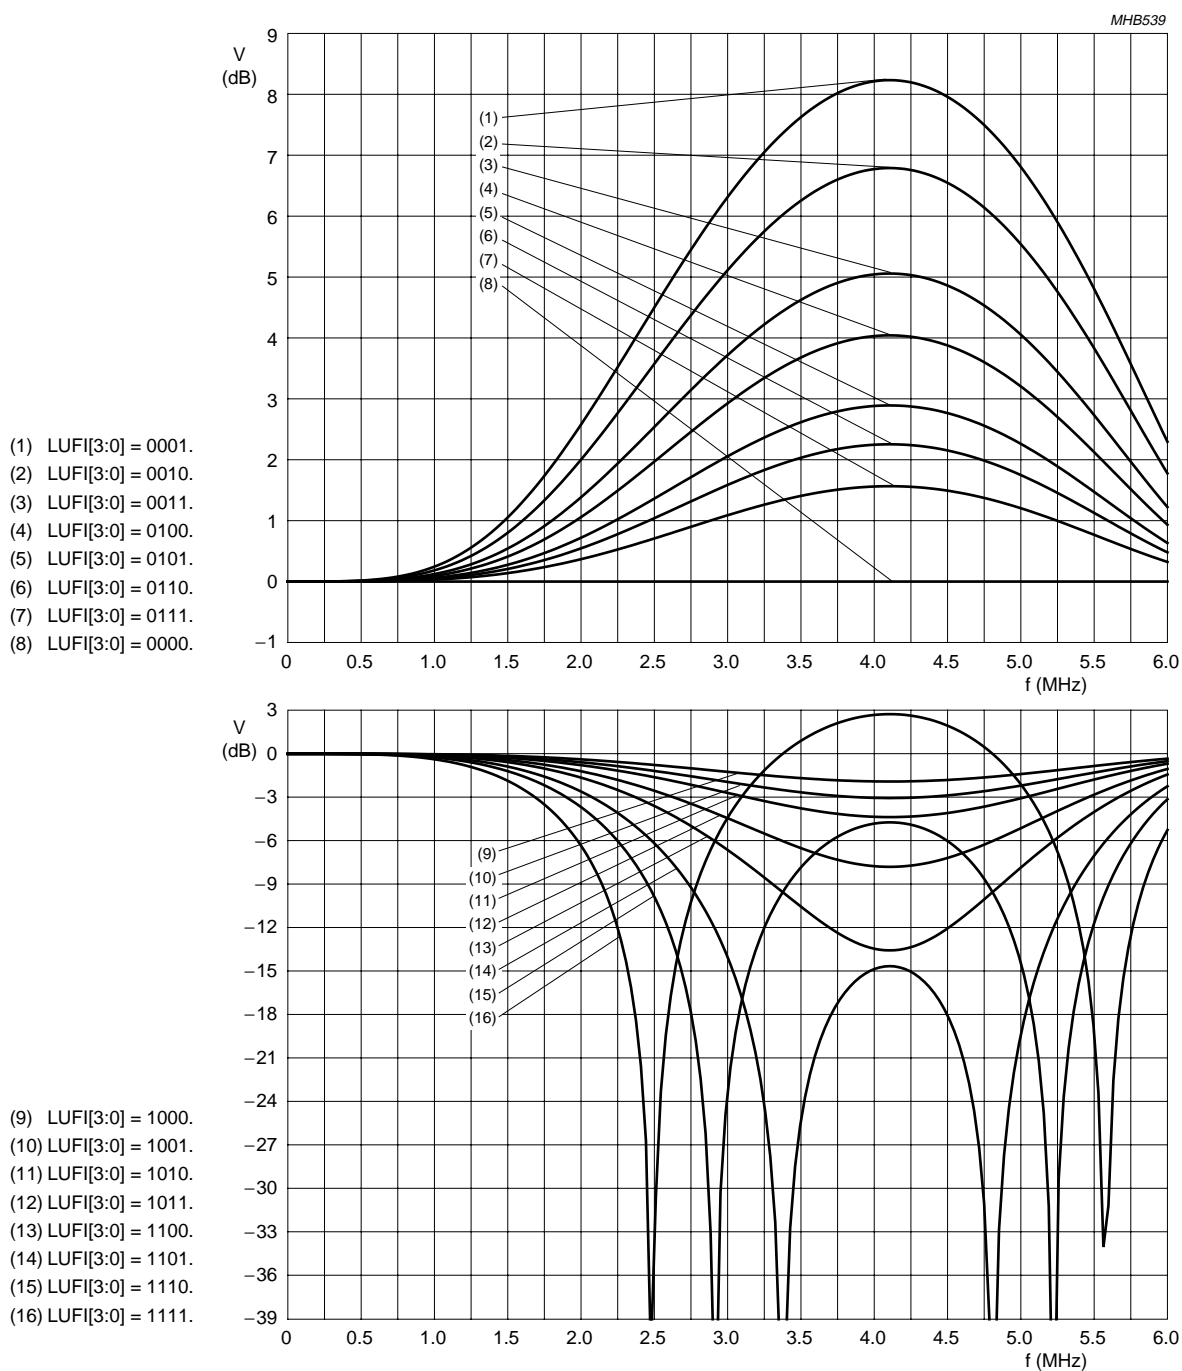 MHB539
9
V
(dB)
8
7
6
5
4
3
2
1
0
−1
(1)
(2)
(3)
(4)
(5)
(6)
(7)
(8)
(1) LUFI[3:0] = 0001.
(2) LUFI[3:0] = 0010.
(3) LUFI[3:0] = 0011.
(4) LUFI[3:0] = 0100.
(5) LUFI[3:0] = 0101.
(6) LUFI[3:0] = 0110.
(7) LUFI[3:0] = 0111.
(8) LUFI[3:0] = 0000.
0 0.5 1.0 1.5 2.0 2.5 3.0 3.5 4.0 4.5 5.0 5.5 6.0
f (MHz)
3
V
(dB)
0
−3
−6
−9
−12
−15
−18
−21
−24
−27
−30
−33
−36
−39
(9)
(10)
(11)
(12)
(13)
(14)
(15)
(16)
(9) LUFI[3:0] = 1000.
(10) LUFI[3:0] = 1001.
(11) LUFI[3:0] = 1010.
(12) LUFI[3:0] = 1011.
(13) LUFI[3:0] = 1100.
(14) LUFI[3:0] = 1101.
(15) LUFI[3:0] = 1110.
(16) LUFI[3:0] = 1111.
0 0.5 1.0 1.5 2.0 2.5 3.0 3.5 4.0 4.5 5.0 5.5 6.0
f (MHz)